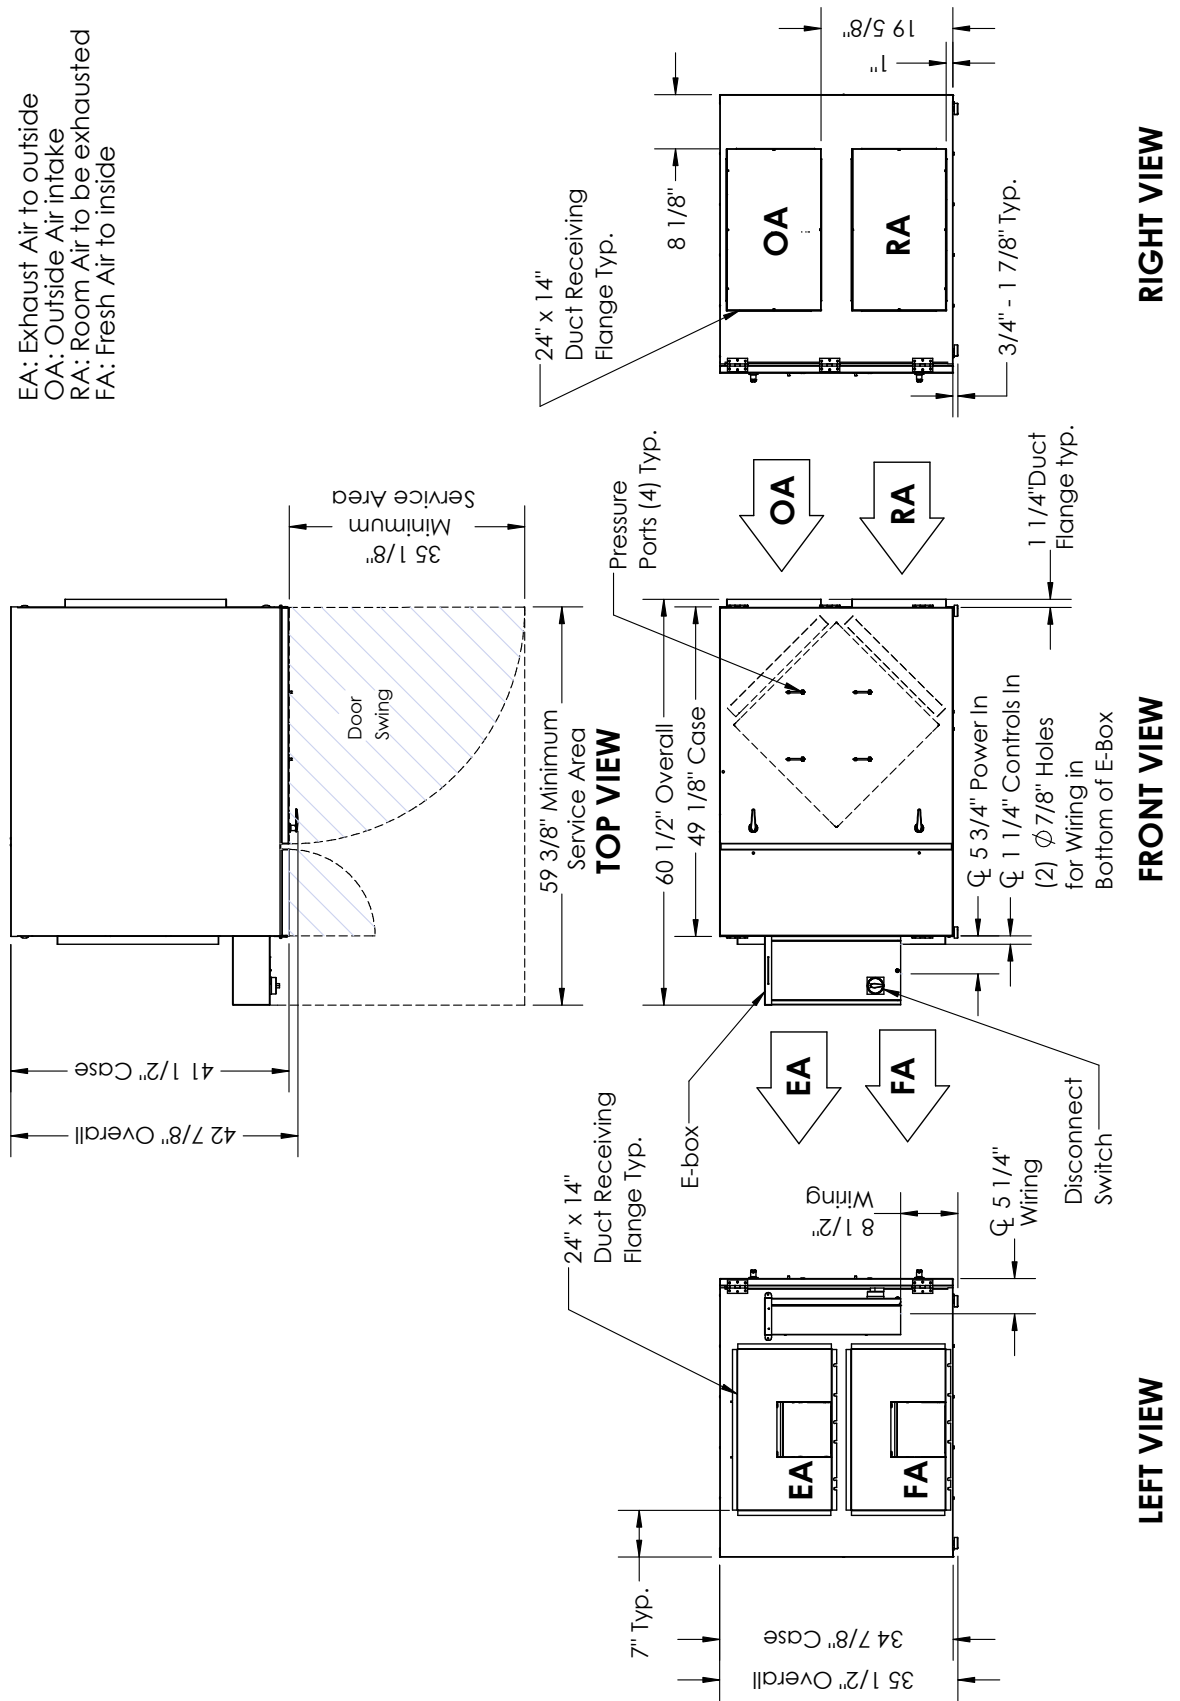 EA: Exhaust Air to outside
OA: Outside Air intake
RA: Room Air to be exhausted
FA: Fresh Air to inside
42 7/8" Overall
41 1/2" Case
Door
Swing
35 1/8"
Minimum
Service Area
59 3/8" Minimum
Service Area
TOP VIEW
24" x 14"
Duct Receiving
Flange Typ.
7" Typ.
EA
FA
35 1/2" Overall
34 7/8" Case
8 1/2"
Wiring
℄ 5 1/4"
Wiring
LEFT VIEW
E-box
60 1/2" Overall
49 1/8" Case
Pressure
Ports (4) Typ.
EA
FA
OA
RA
Disconnect
Switch
℄ 5 3/4" Power In
℄ 1 1/4" Controls In
(2) ∅ 7/8" Holes
for Wiring in
Bottom of E-Box
1 1/4"Duct
Flange typ.
FRONT VIEW
24" x 14"
Duct Receiving
Flange Typ.
8 1/8"
OA
RA
19 5/8"
1"
3/4" - 1 7/8" Typ.
RIGHT VIEW